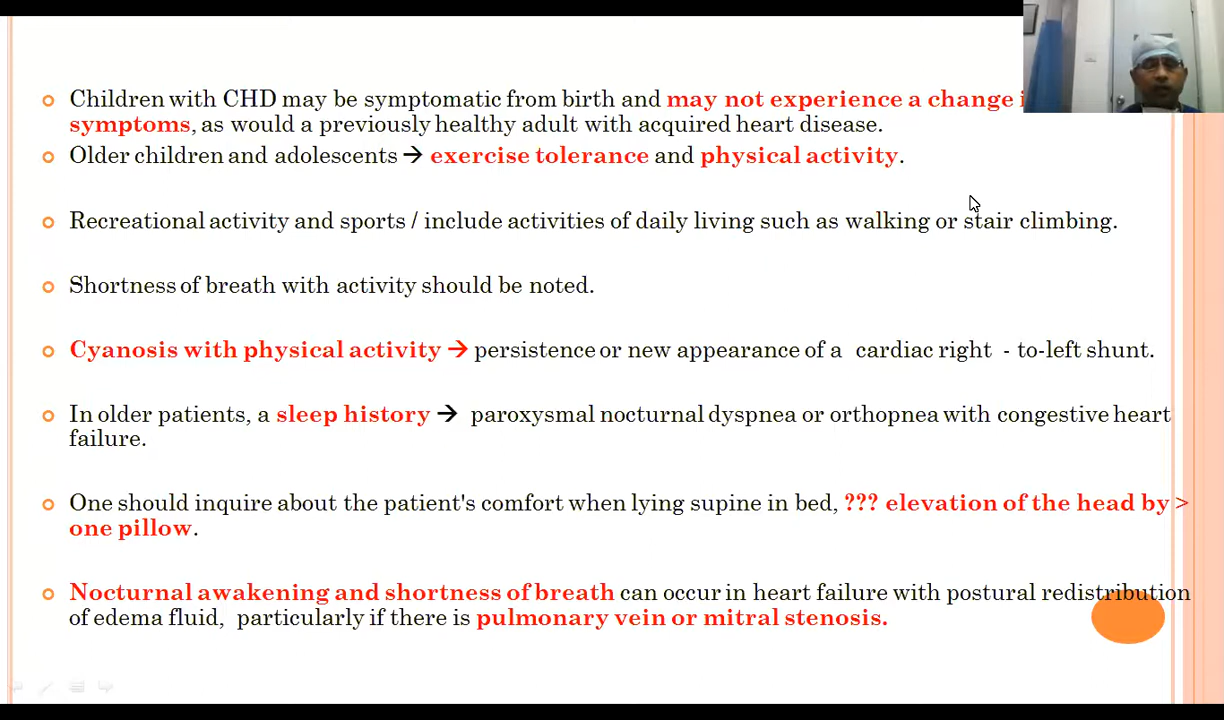 Children with CHD may be symptomatic from birth and may not experience a change
symptoms, as would a previously healthy adult with acquired heart disease.
Older children and adolescents → exercise tolerance and physical activity.
Recreational activity and sports / include activities of daily living such as walking or stair climbing.
Shortness of breath with activity should be noted.
Cyanosis with physical activity → persistence or new appearance of a cardiac right - to-left shunt.
In older patients, a sleep history → paroxysmal nocturnal dyspnea or orthopnea with congestive heart
failure.
One should inquire about the patient's comfort when lying supine in bed, ??? elevation of the head by >
one pillow.
Nocturnal awakening and shortness of breath can occur in heart failure with postural redistribution
of edema fluid, particularly if there is pulmonary vein or mitral stenosis.